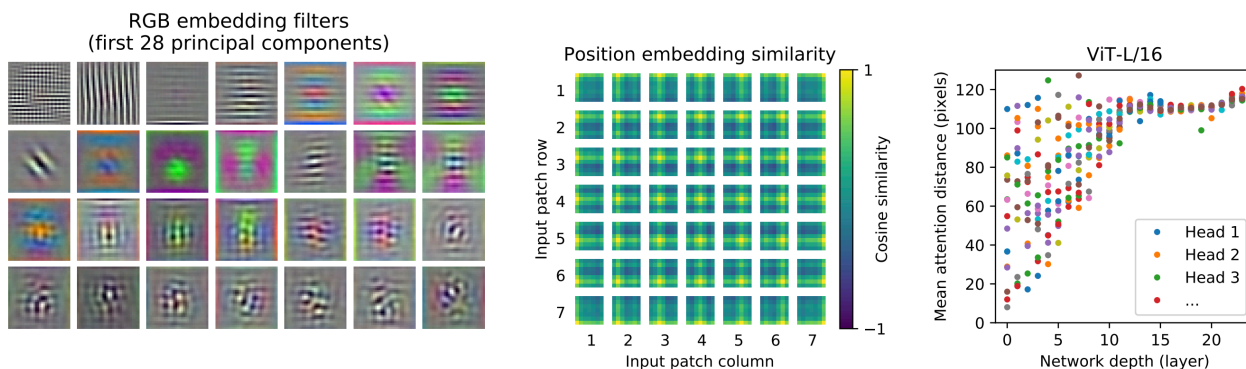 RGB embedding filters
(first 28 principal components)
Position embedding similarity
1
2
3
4
5
6
7
Input patch row
1 2 3 4 5 6 7
Input patch column
1
−1
Cosine similarity
ViT-L/16
120
100
80
60
40
20
0
Mean attention distance (pixels)
Head 1
Head 2
Head 3
...
0 5 10 15 20
Network depth (layer)